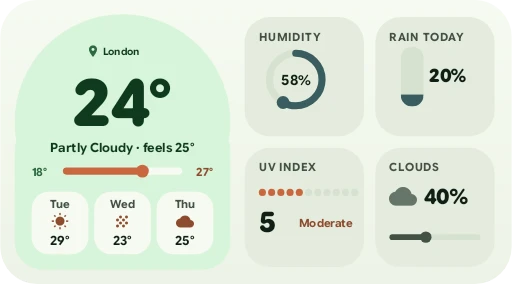 London
24°
Partly Cloudy · feels 25°
18° 27°
Tue Wed Thu
29° 23° 25°
HUMIDITY
58%
RAIN TODAY
20%
UV INDEX
5 Moderate
CLOUDS
40%